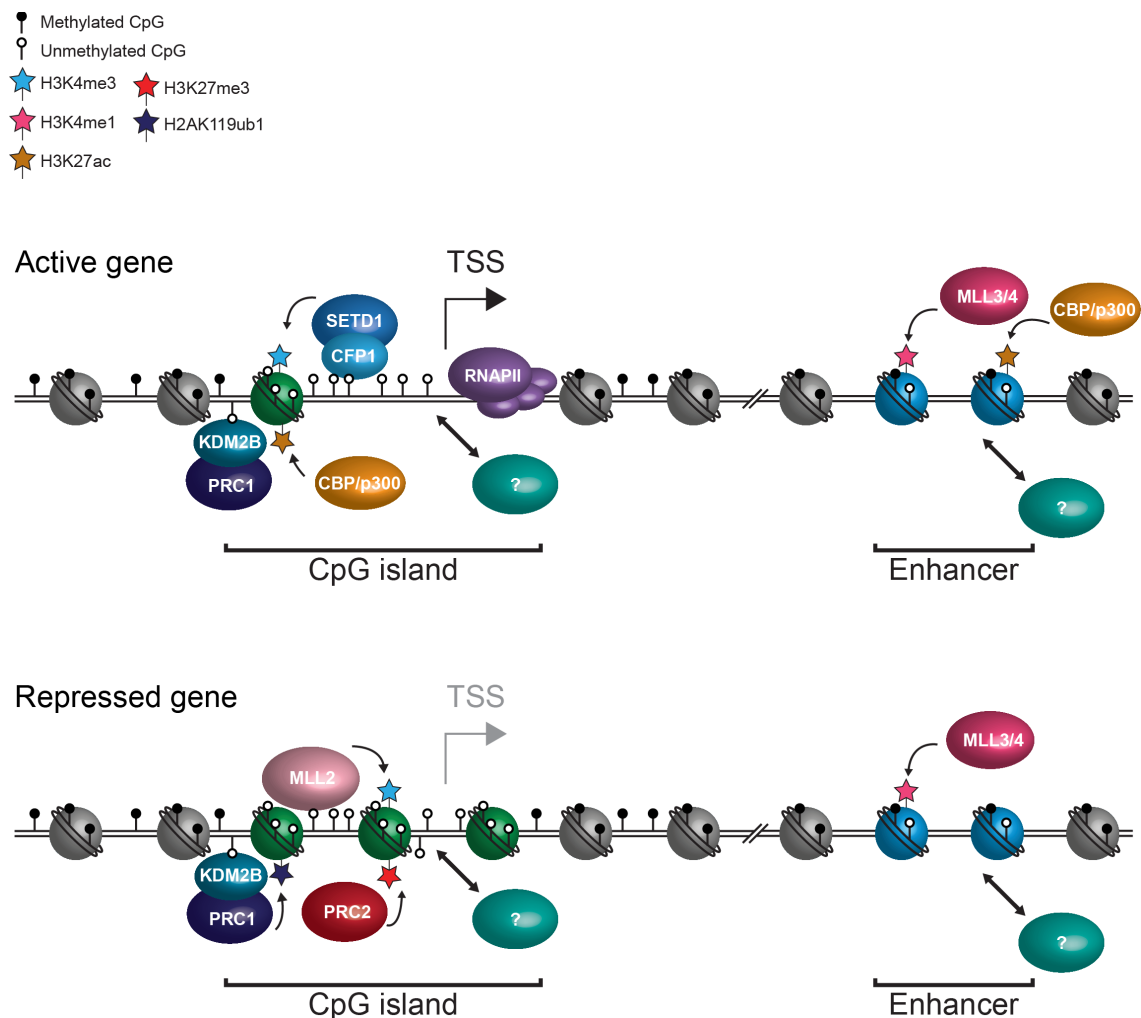 Methylated CpG
Unmethylated CpG
H3K4me3
H3K27me3
H3K4me1
H2AK119ub1
H3K27ac
Active gene
TSS
SETD1
CFP1
RNAPII
MLL3/4
CBP/p300
KDM2B
PRC1
CBP/p300
?
?
CpG island
Enhancer
Repressed gene
TSS
MLL2
MLL3/4
KDM2B
PRC1
PRC2
?
?
CpG island
Enhancer